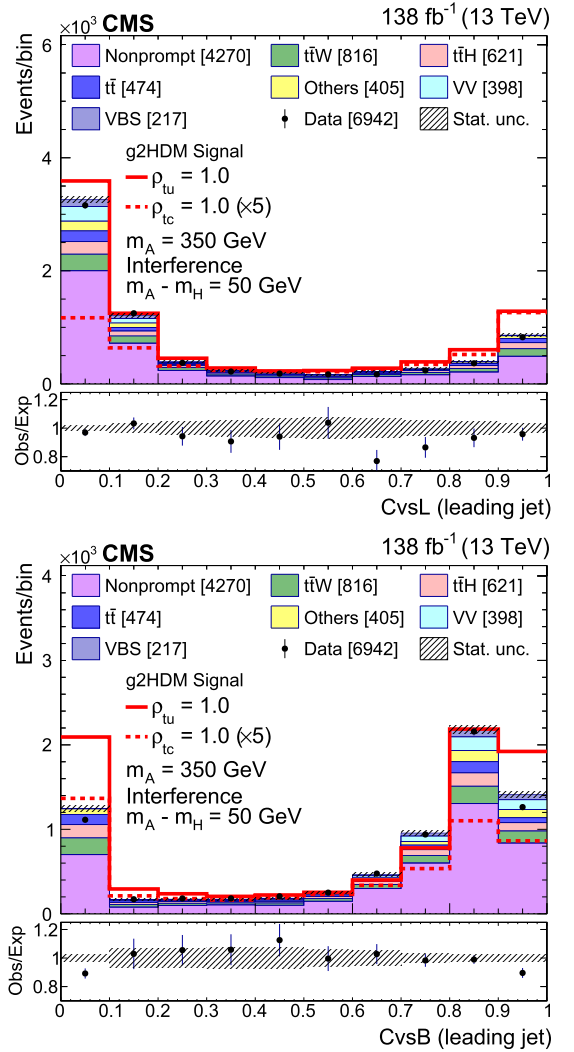 ×10³ CMS 138 fb⁻¹ (13 TeV)
Events/bin
6
Nonprompt [4270] tt̄W [816] tt̄H [621]
tt̄ [474] Others [405] VV [398]
VBS [217] Data [6942] Stat. unc.
g2HDM Signal
4
ρtu = 1.0
ρtc = 1.0 (×5)
mA = 350 GeV
Interference
mA - mH = 50 GeV
2
0
Obs/Exp
1.2
1
0.8
0 0.1 0.2 0.3 0.4 0.5 0.6 0.7 0.8 0.9 1
CvsL (leading jet)
×10³ CMS 138 fb⁻¹ (13 TeV)
Events/bin
4
Nonprompt [4270] tt̄W [816] tt̄H [621]
tt̄ [474] Others [405] VV [398]
VBS [217] Data [6942] Stat. unc.
3
g2HDM Signal
ρtu = 1.0
ρtc = 1.0 (×5)
2
mA = 350 GeV
Interference
mA - mH = 50 GeV
1
0
Obs/Exp
1.2
1
0.8
0 0.1 0.2 0.3 0.4 0.5 0.6 0.7 0.8 0.9 1
CvsB (leading jet)